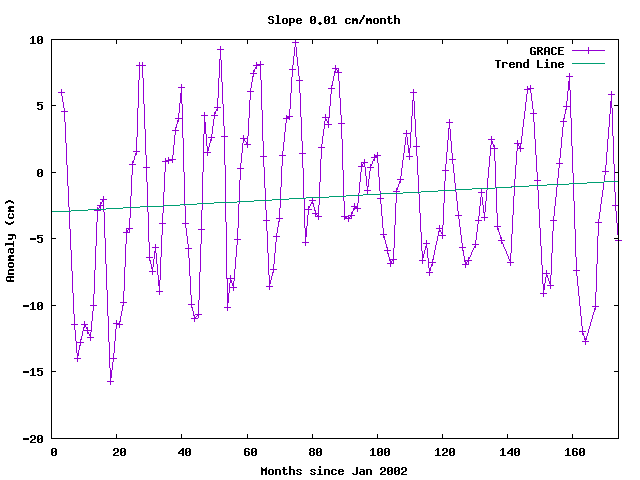 Slope 0.01 cm/month
GRACE
Trend Line
10
5
0
-5
-10
-15
-20
Anomaly (cm)
0 20 40 60 80 100 120 140 160
Months since Jan 2002